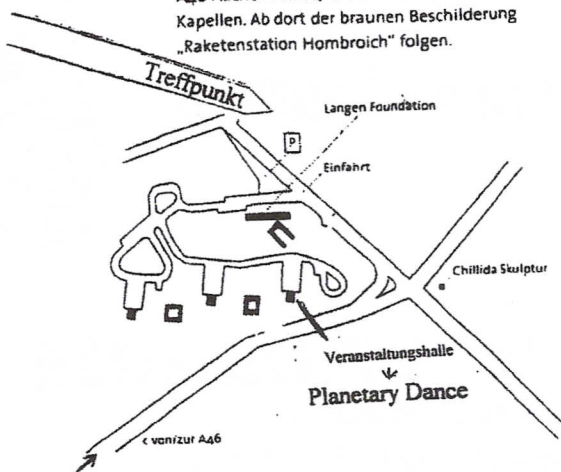 A46
Kapellen. Ab dort der braunen Beschilderung
„Raketenstation Hombroich“ folgen.
Treffpunkt
Langen Foundation
P
Einfahrt
Chillida Skulptur
Veranstaltungshalle
Planetary Dance
< von/zur A46